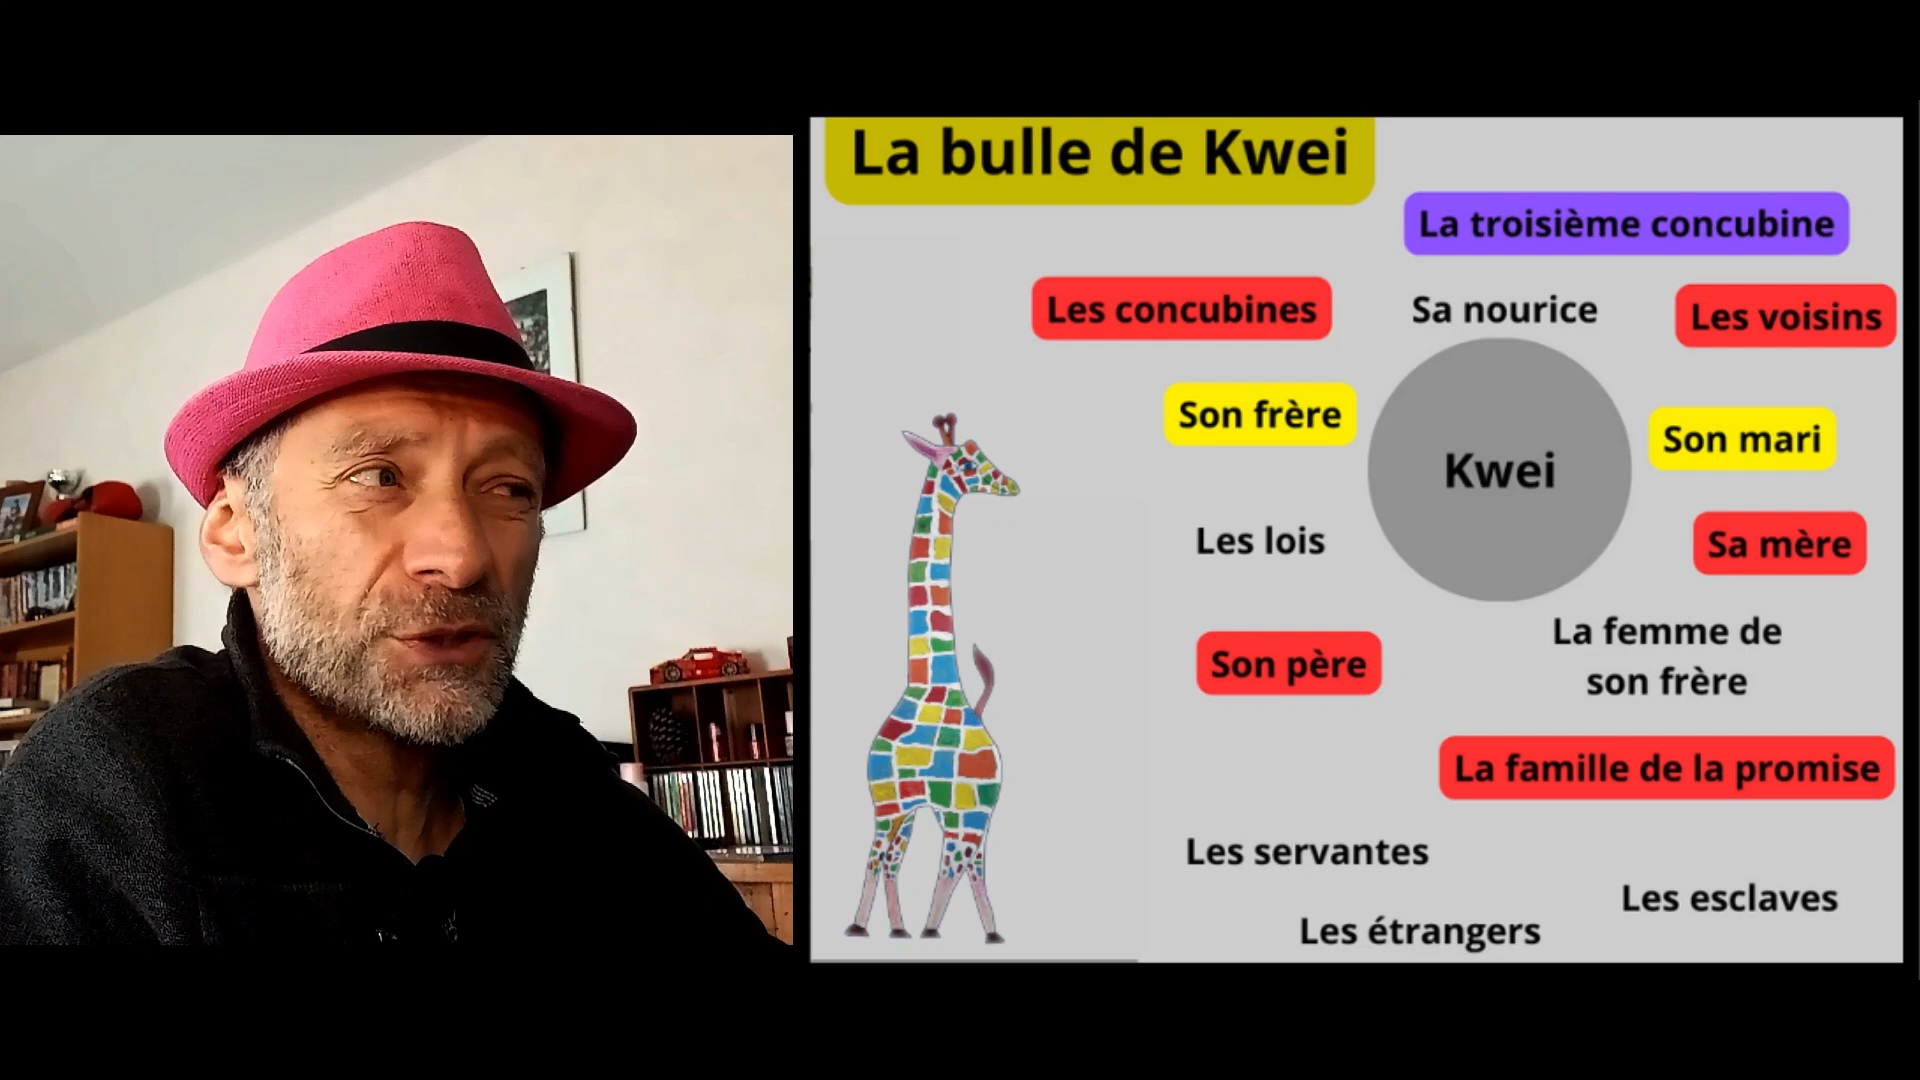 La bulle de Kwei
La troisième concubine
Les concubines
Sa nourice
Les voisins
Son frère
Son mari
Kwei
Les lois
Sa mère
La femme de
son frère
Son père
La famille de la promise
Les servantes
Les esclaves
Les étrangers